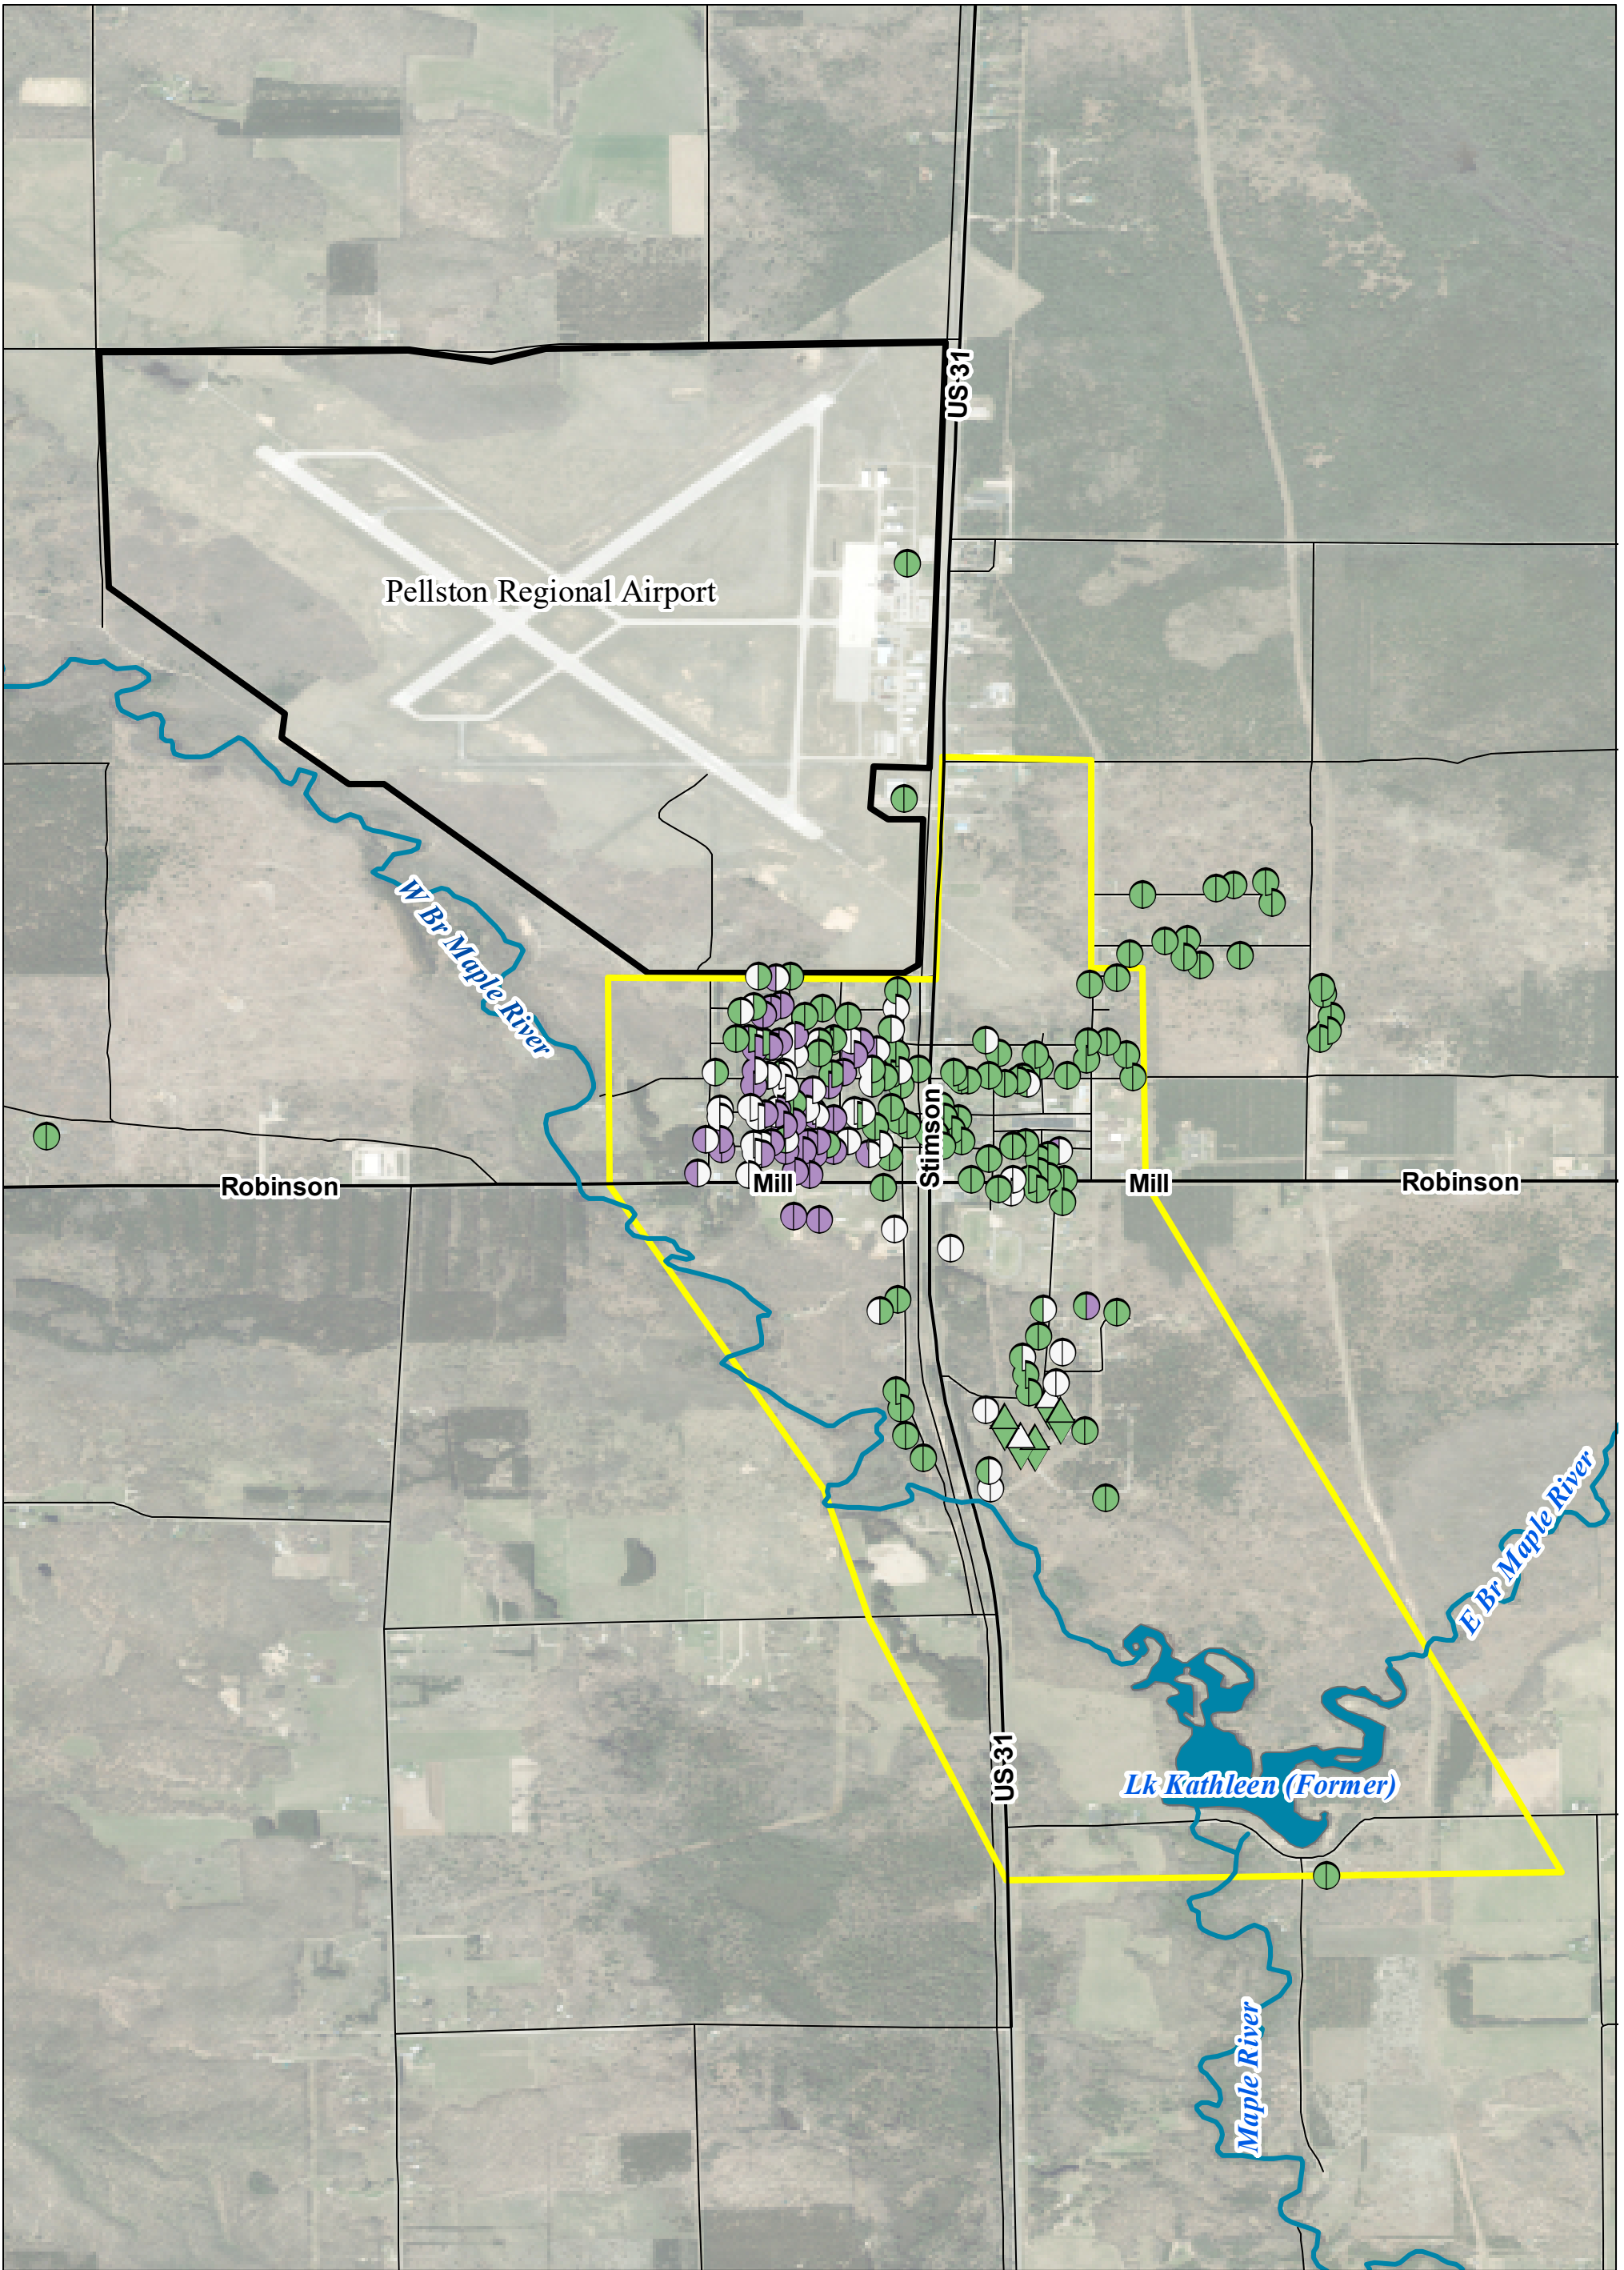 US 31
Pellston Regional Airport
W Br Maple River
Stimson
Robinson
Mill
Mill
Robinson
E Br Maple River
US 31
Lk Kathleen (Former)
Maple River